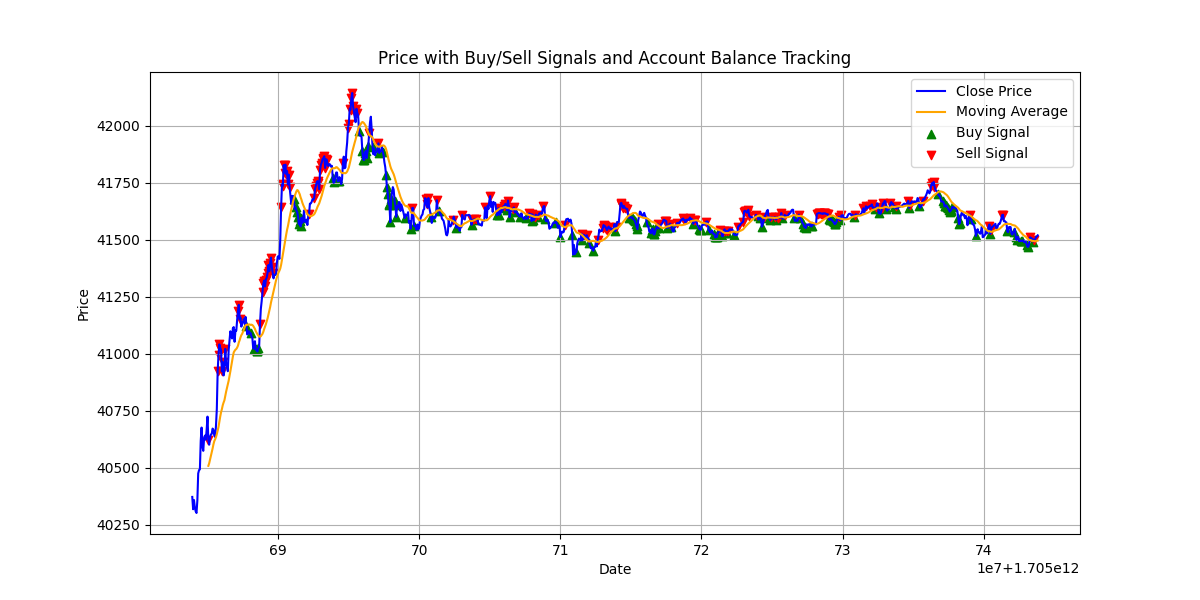 Price with Buy/Sell Signals and Account Balance Tracking
Close Price
Moving Average
Buy Signal
Sell Signal
42000
41750
41500
41250
41000
40750
40500
40250
Price
69 70 71 72 73 74
Date
1e7+1.705e12